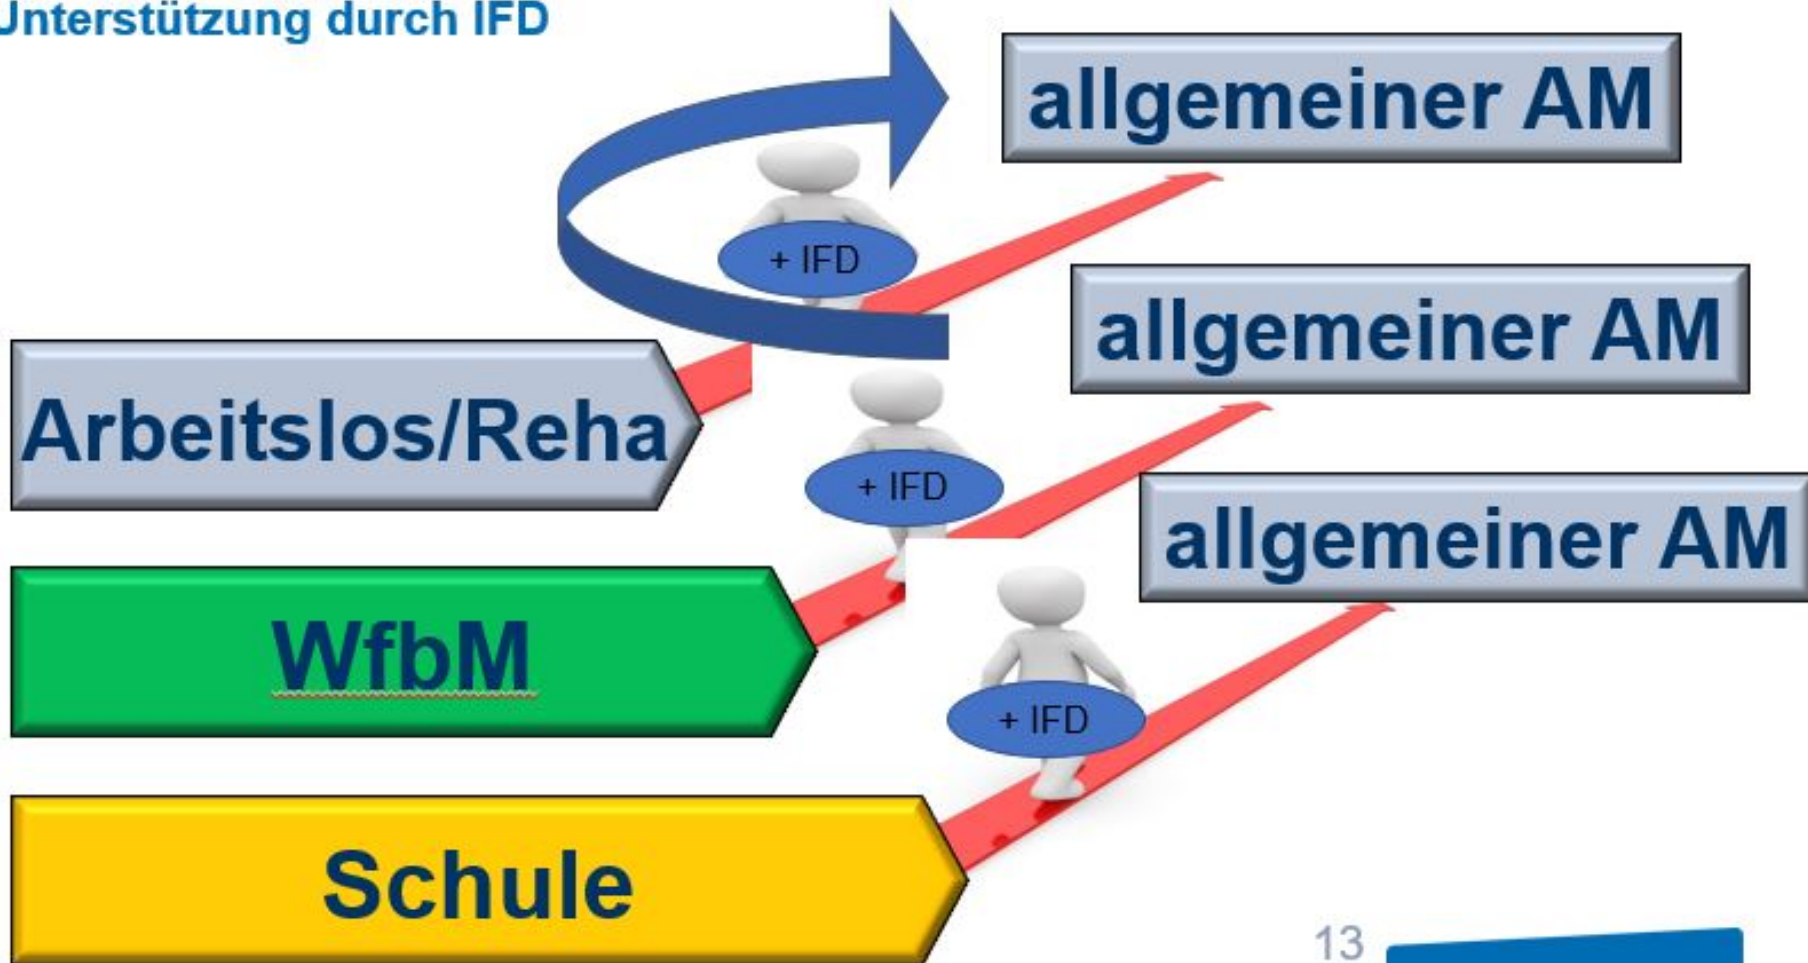 Unterstützung durch IFD
allgemeiner AM
+ IFD
allgemeiner AM
Arbeitslos/Reha
+ IFD
allgemeiner AM
WfbM
+ IFD
Schule
13